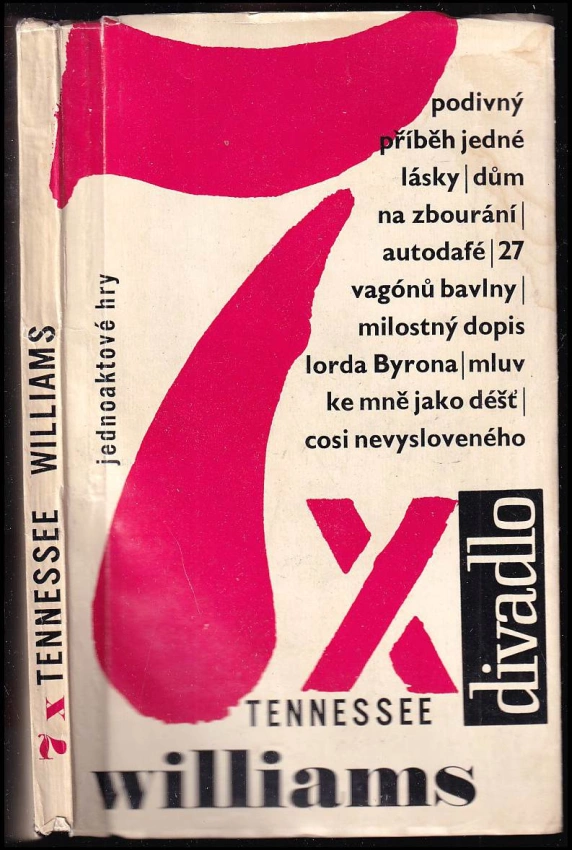 7 x TENNESSEE WILLIAMS
jednoaktové hry
7
podivný
příběh jedné
lásky|dům
na zbourání|
autodafé|27
vagónů bavlny|
milostný dopis
lorda Byrona|mluv
ke mně jako déšť|
cosi nevysloveného
x
divadlo
TENNESSEE
williams